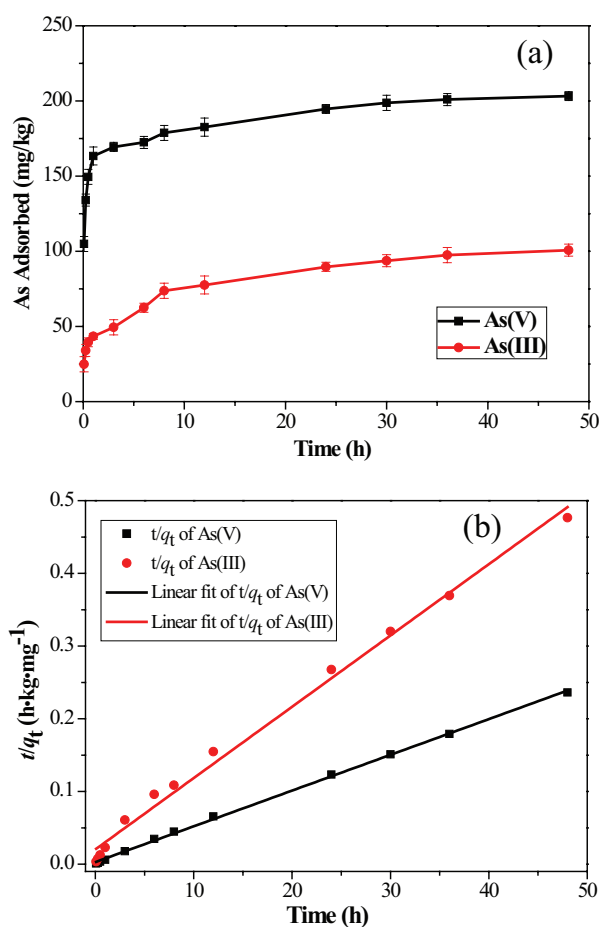 (a)
250
200
150
100
50
0
As Adsorbed (mg/kg)
As(V)
As(III)
0 10 20 30 40 50
Time (h)
(b)
0.5
0.4
0.3
0.2
0.1
0.0
t/qt (h·kg·mg-1)
t/qt of As(V)
t/qt of As(III)
Linear fit of t/qt of As(V)
Linear fit of t/qt of As(III)
0 10 20 30 40 50
Time (h)